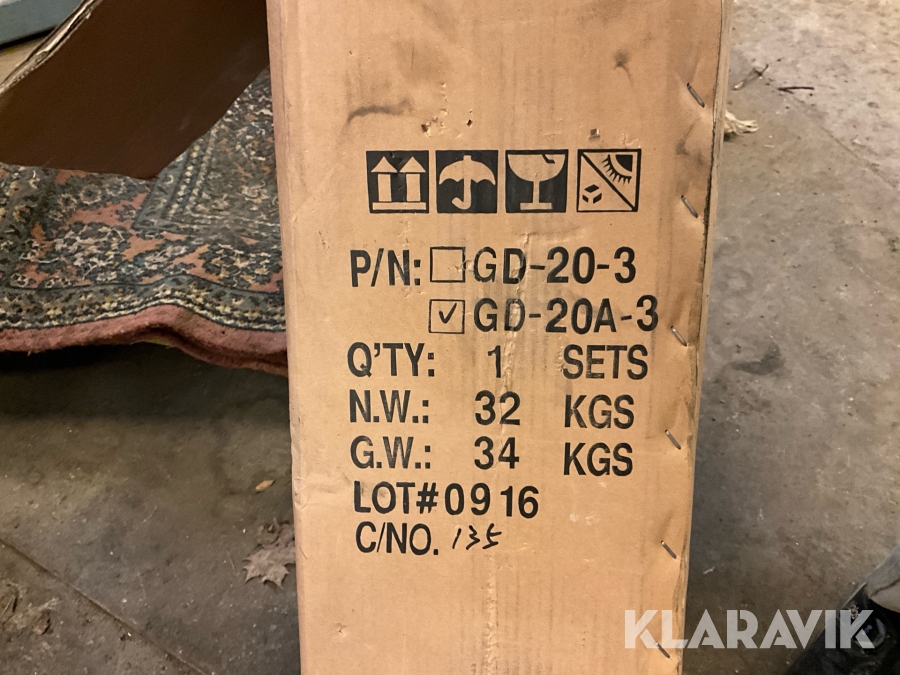 P/N: GD-20-3
GD-20A-3
Q'TY: 1 SETS
N.W.: 32 KGS
G.W.: 34 KGS
LOT#0916
C/NO. 135
KLARAVIK